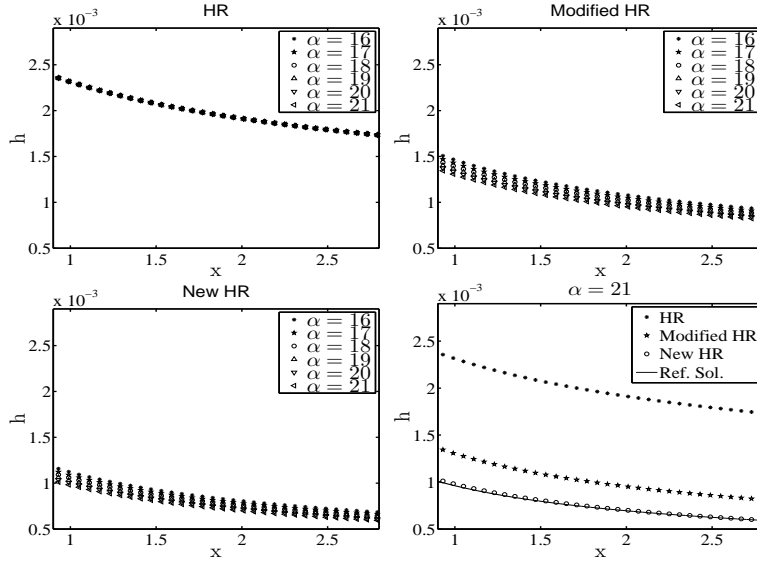 HR
x 10⁻³
α = 16
α = 17
α = 18
α = 19
α = 20
α = 21
2.5
2
1.5
1
0.5
h
1
1.5
2
2.5
x
Modified HR
x 10⁻³
α = 16
α = 17
α = 18
α = 19
α = 20
α = 21
2.5
2
1.5
1
0.5
h
1
1.5
2
2.5
x
New HR
x 10⁻³
α = 16
α = 17
α = 18
α = 19
α = 20
α = 21
2.5
2
1.5
1
0.5
h
1
1.5
2
2.5
x
α = 21
x 10⁻³
HR
Modified HR
New HR
Ref. Sol.
2.5
2
1.5
1
0.5
h
1
1.5
2
2.5
x